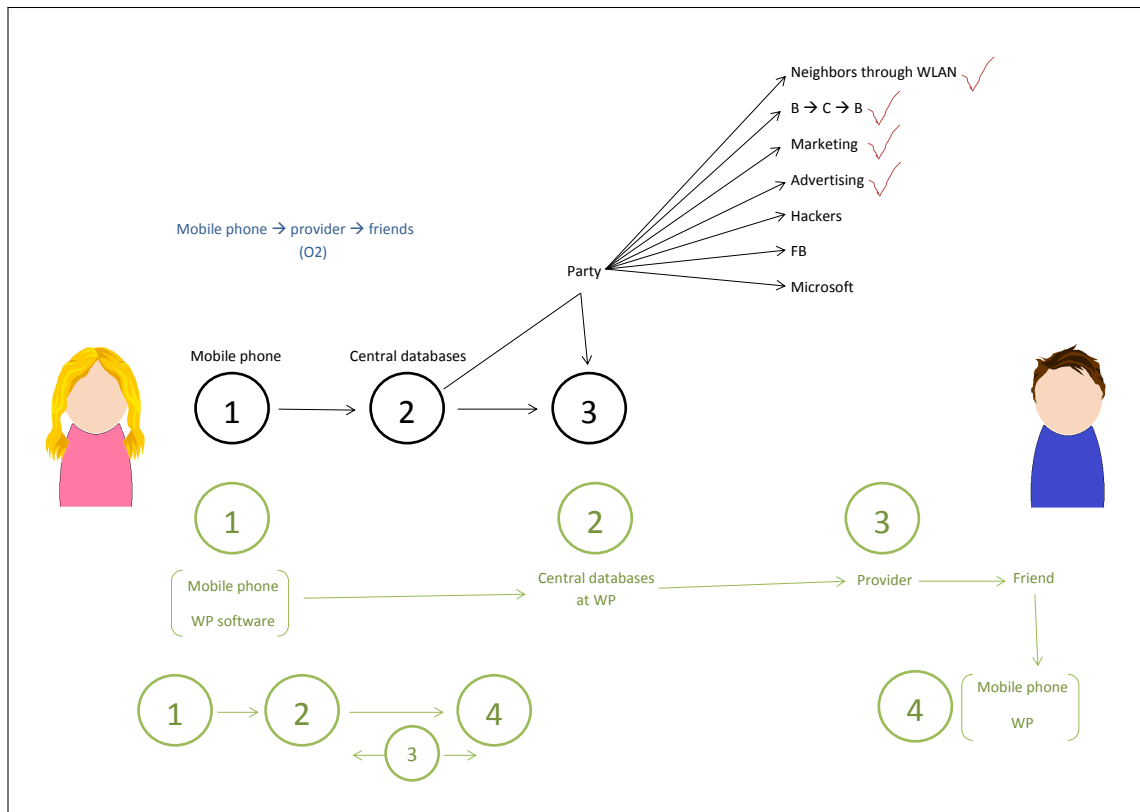 Neighbors through WLAN
B → C → B
Marketing
Advertising
Hackers
FB
Microsoft
Mobile phone → provider → friends
(O2)
Party
Mobile phone
Central databases
1
2
3
1
2
3
Mobile phone
WP software
Central databases
at WP
Provider
Friend
1
2
4
3
4
Mobile phone
WP